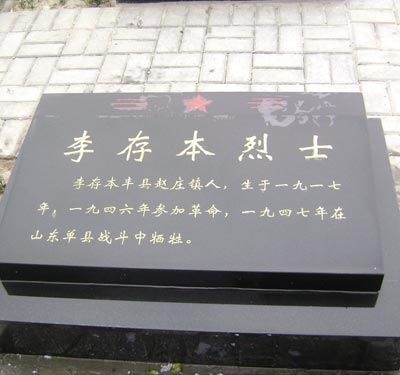 李存本烈士
李存本丰县赵庄镇人，生于一九一七
年，一九四六年参加革命，一九四七年在
山东单县战斗中牺牲。